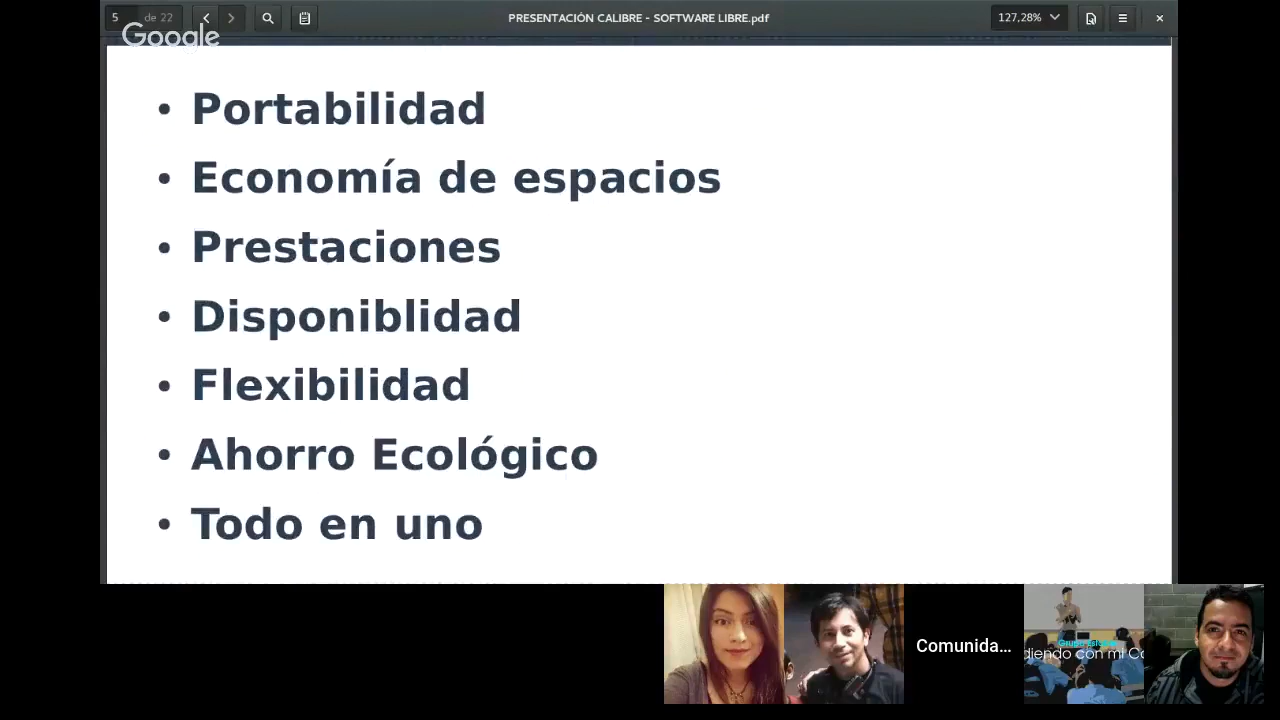 5 de 22
PRESENTACIÓN CALIBRE - SOFTWARE LIBRE.pdf
127,28%
Google
• Portabilidad
• Economía de espacios
• Prestaciones
• Disponiblidad
• Flexibilidad
• Ahorro Ecológico
• Todo en uno
Comunida...
diendo con mi